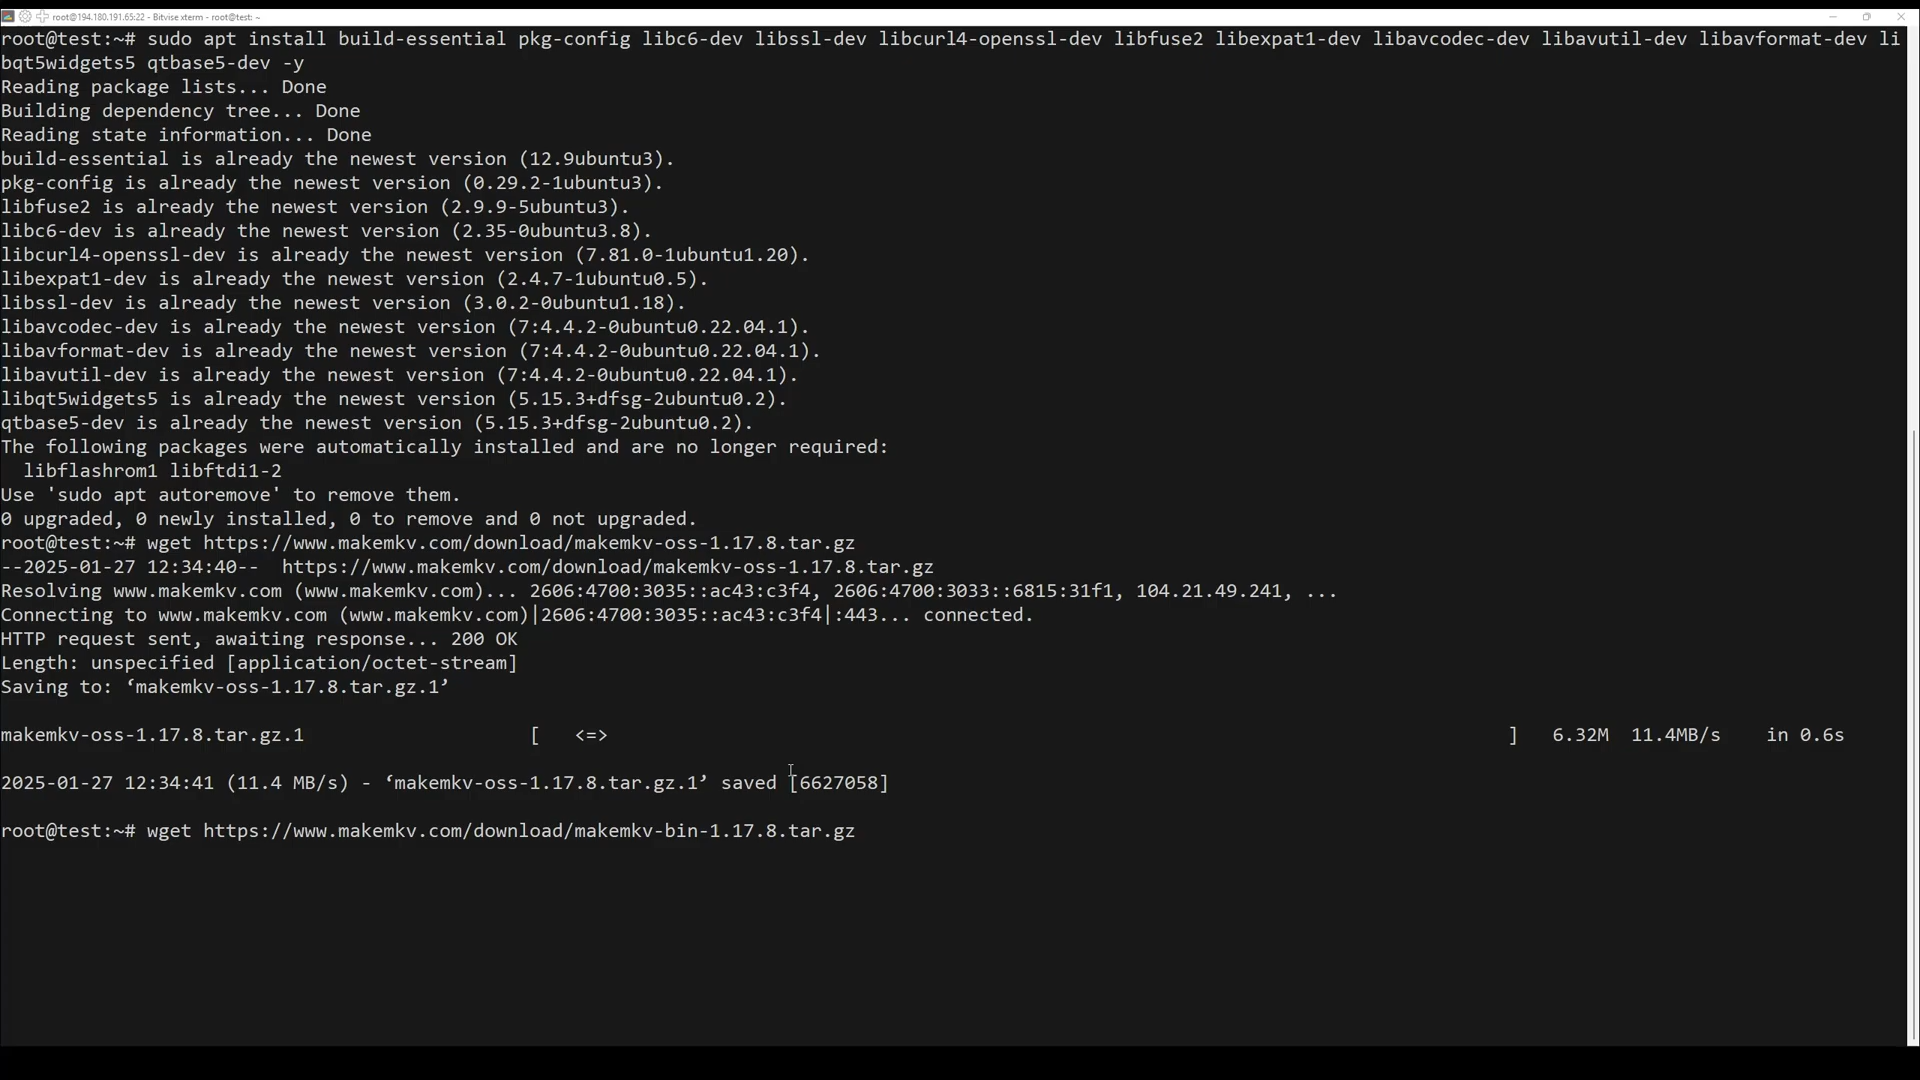 root@194.180.191.65:22 - Bitvise xterm - root@test: ~
root@test:~# sudo apt install build-essential pkg-config libc6-dev libssl-dev libcurl4-openssl-dev libfuse2 libexpat1-dev libavcodec-dev libavutil-dev libavformat-dev li
bqt5widgets5 qtbase5-dev -y
Reading package lists... Done
Building dependency tree... Done
Reading state information... Done
build-essential is already the newest version (12.9ubuntu3).
pkg-config is already the newest version (0.29.2-1ubuntu3).
libfuse2 is already the newest version (2.9.9-5ubuntu3).
libc6-dev is already the newest version (2.35-0ubuntu3.8).
libcurl4-openssl-dev is already the newest version (7.81.0-1ubuntu1.20).
libexpat1-dev is already the newest version (2.4.7-1ubuntu0.5).
libssl-dev is already the newest version (3.0.2-0ubuntu1.18).
libavcodec-dev is already the newest version (7:4.4.2-0ubuntu0.22.04.1).
libavformat-dev is already the newest version (7:4.4.2-0ubuntu0.22.04.1).
libavutil-dev is already the newest version (7:4.4.2-0ubuntu0.22.04.1).
libqt5widgets5 is already the newest version (5.15.3+dfsg-2ubuntu0.2).
qtbase5-dev is already the newest version (5.15.3+dfsg-2ubuntu0.2).
The following packages were automatically installed and are no longer required:
  libflashrom1 libftdi1-2
Use 'sudo apt autoremove' to remove them.
0 upgraded, 0 newly installed, 0 to remove and 0 not upgraded.
root@test:~# wget https://www.makemkv.com/download/makemkv-oss-1.17.8.tar.gz
--2025-01-27 12:34:40--  https://www.makemkv.com/download/makemkv-oss-1.17.8.tar.gz
Resolving www.makemkv.com (www.makemkv.com)... 2606:4700:3035::ac43:c3f4, 2606:4700:3033::6815:31f1, 104.21.49.241, ...
Connecting to www.makemkv.com (www.makemkv.com)|2606:4700:3035::ac43:c3f4|:443... connected.
HTTP request sent, awaiting response... 200 OK
Length: unspecified [application/octet-stream]
Saving to: ‘makemkv-oss-1.17.8.tar.gz.1’
makemkv-oss-1.17.8.tar.gz.1 [ <=> ] 6.32M 11.4MB/s in 0.6s
2025-01-27 12:34:41 (11.4 MB/s) - ‘makemkv-oss-1.17.8.tar.gz.1’ saved [6627058]
root@test:~# wget https://www.makemkv.com/download/makemkv-bin-1.17.8.tar.gz